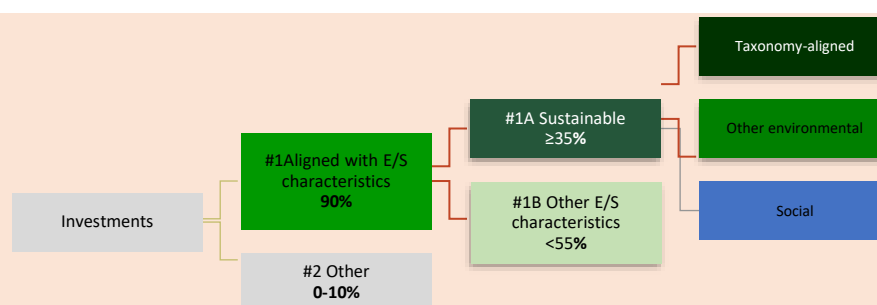 Taxonomy-aligned
#1A Sustainable
≥35%
Other environmental
#1Aligned with E/S
characteristics
90%
#1B Other E/S
characteristics
<55%
Social
Investments
#2 Other
0-10%